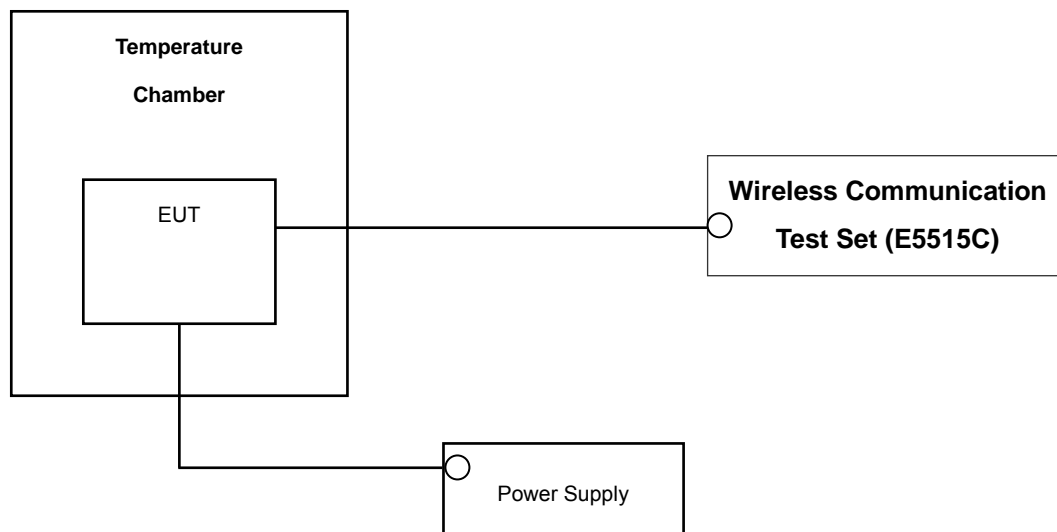 Temperature
Chamber
EUT
Wireless Communication
Test Set (E5515C)
Power Supply